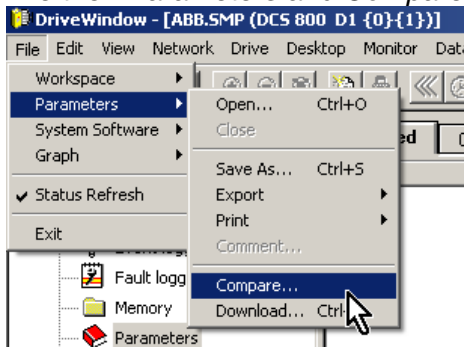 DriveWindow - [ABB.SMP (DCS 800 D1 {0}{1})]
File Edit View Network Drive Desktop Monitor Data
Workspace
Parameters
System Software
Graph
Status Refresh
Exit
Open... Ctrl+O
Close
Save As... Ctrl+S
Export
Print
Comment...
Compare...
Download...
Fault logg
Memory
Parameters